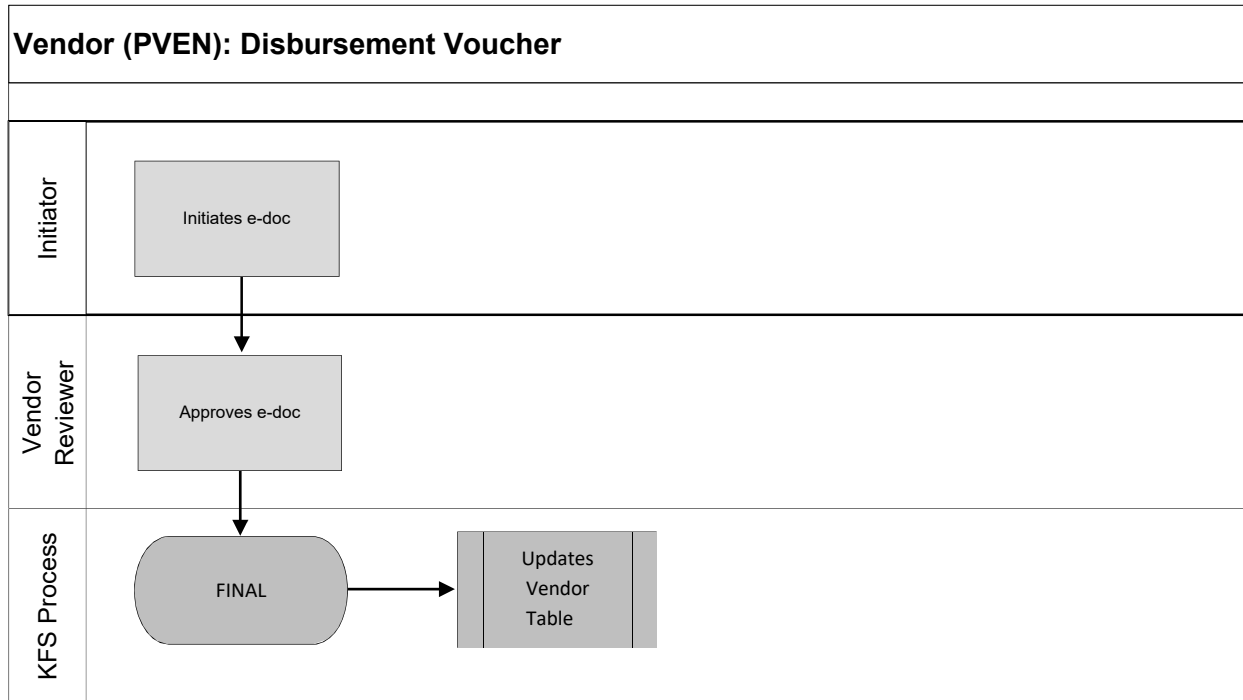 Vendor (PVEN): Disbursement Voucher
Initiator
Initiates e-doc
Vendor
Reviewer
Approves e-doc
KFS Process
FINAL
Updates
Vendor
Table